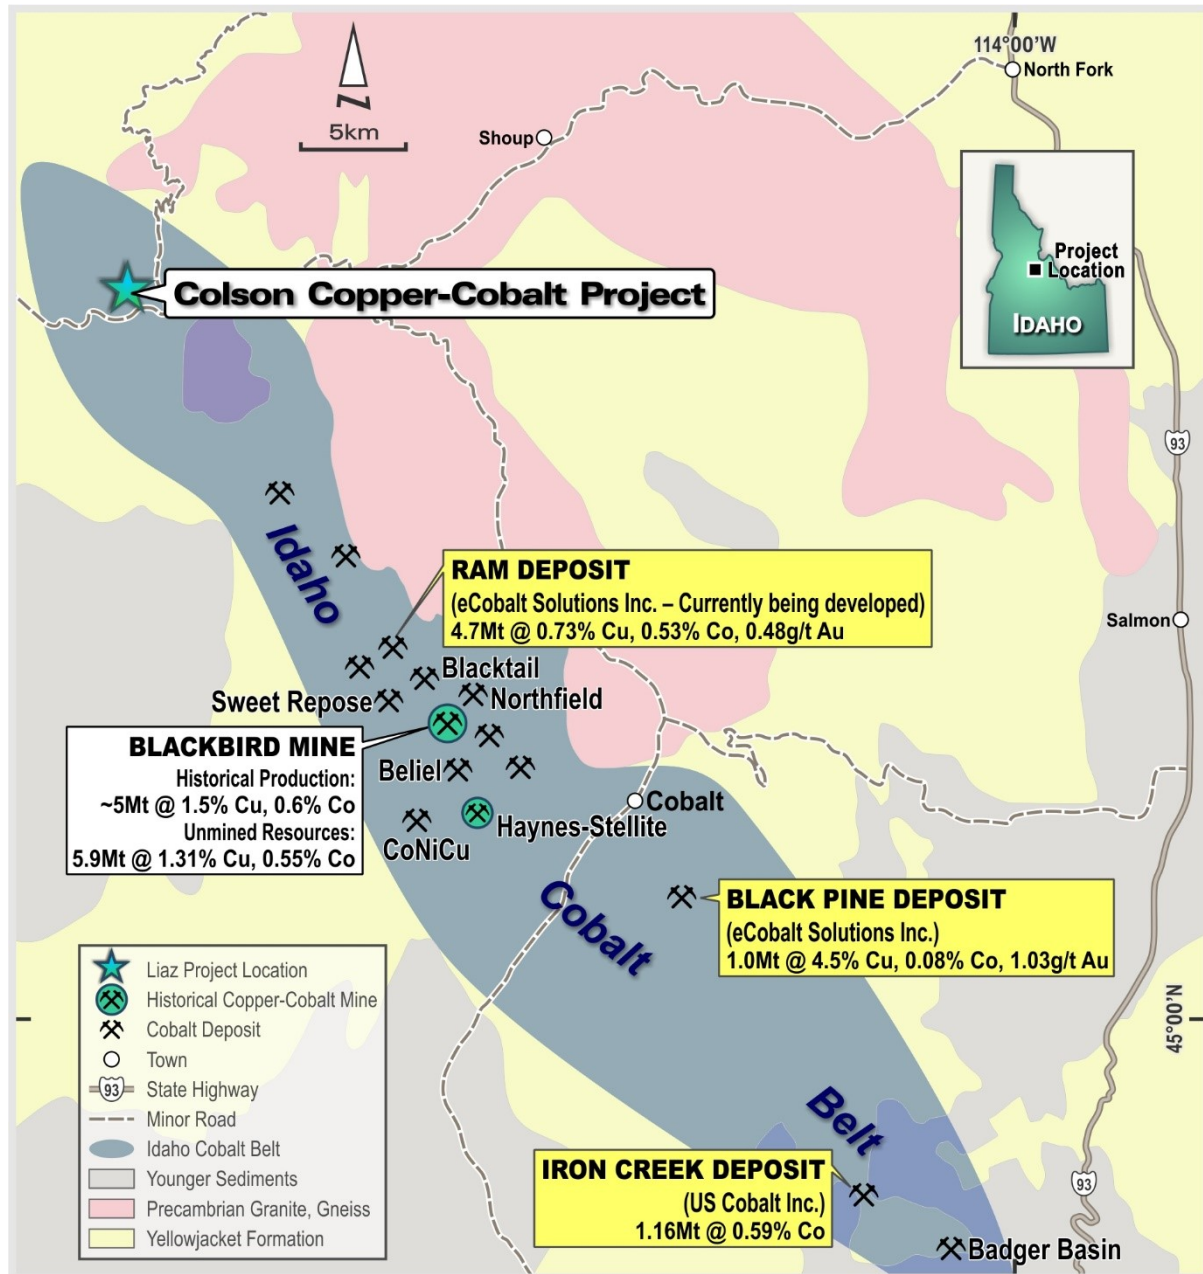 114°00'W
North Fork
Shoup
N
5km
Project
Location
IDAHO
Colson Copper-Cobalt Project
93
Idaho
RAM DEPOSIT
(eCobalt Solutions Inc. – Currently being developed)
4.7Mt @ 0.73% Cu, 0.53% Co, 0.48g/t Au
Salmon
Blacktail
Sweet Repose
Northfield
BLACKBIRD MINE
Historical Production:
~5Mt @ 1.5% Cu, 0.6% Co
Unmined Resources:
5.9Mt @ 1.31% Cu, 0.55% Co
Beliel
Cobalt
Haynes-Stellite
CoNiCu
Cobalt
BLACK PINE DEPOSIT
(eCobalt Solutions Inc.)
1.0Mt @ 4.5% Cu, 0.08% Co, 1.03g/t Au
45°00'N
Liaz Project Location
Historical Copper-Cobalt Mine
Cobalt Deposit
Town
93
State Highway
Minor Road
Idaho Cobalt Belt
Younger Sediments
Precambrian Granite, Gneiss
Yellowjacket Formation
Belt
IRON CREEK DEPOSIT
(US Cobalt Inc.)
1.16Mt @ 0.59% Co
93
Badger Basin